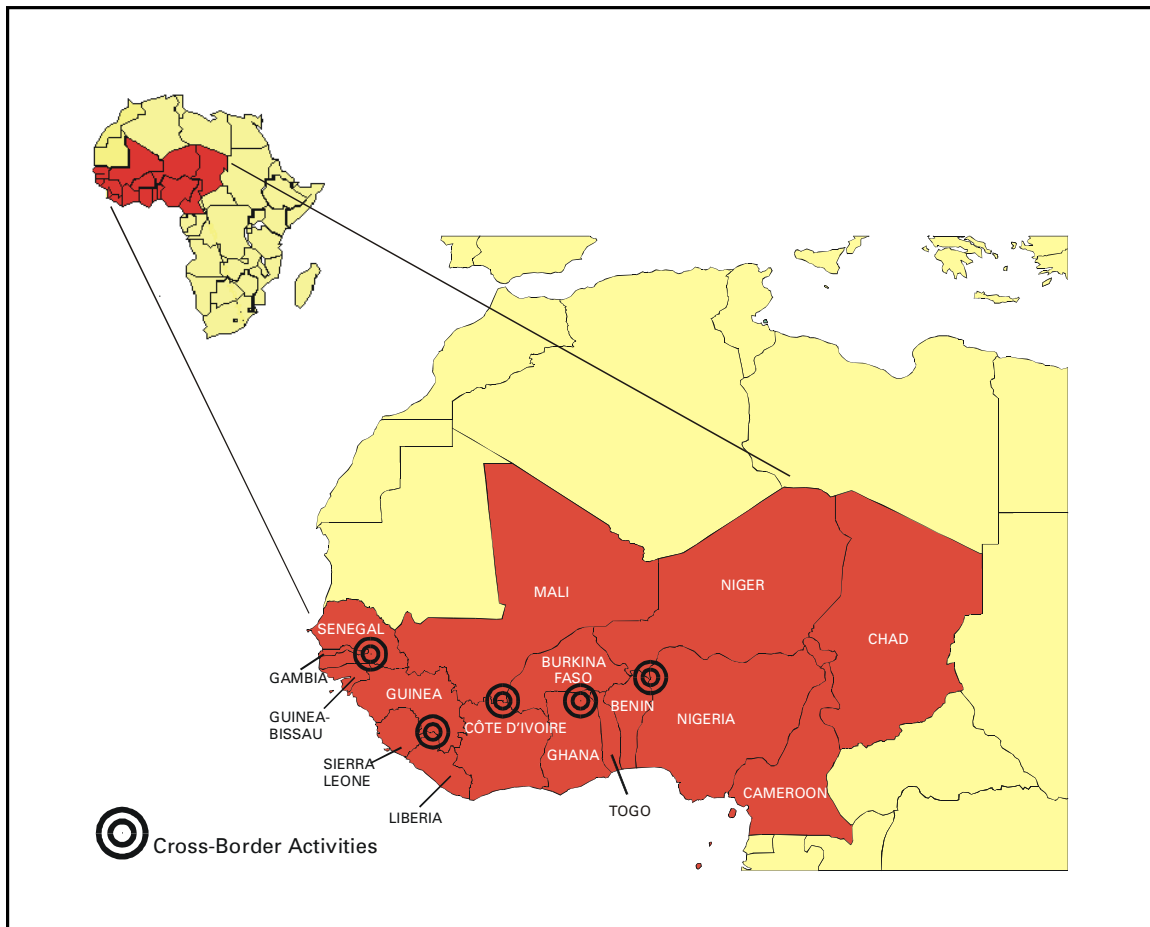 MALI
NIGER
CHAD
SENEGAL
GAMBIA
GUINEA-
BISSAU
GUINEA
BURKINA
FASO
BENIN
NIGERIA
CÔTE D'IVOIRE
GHANA
SIERRA
LEONE
LIBERIA
TOGO
CAMEROON
Cross-Border Activities